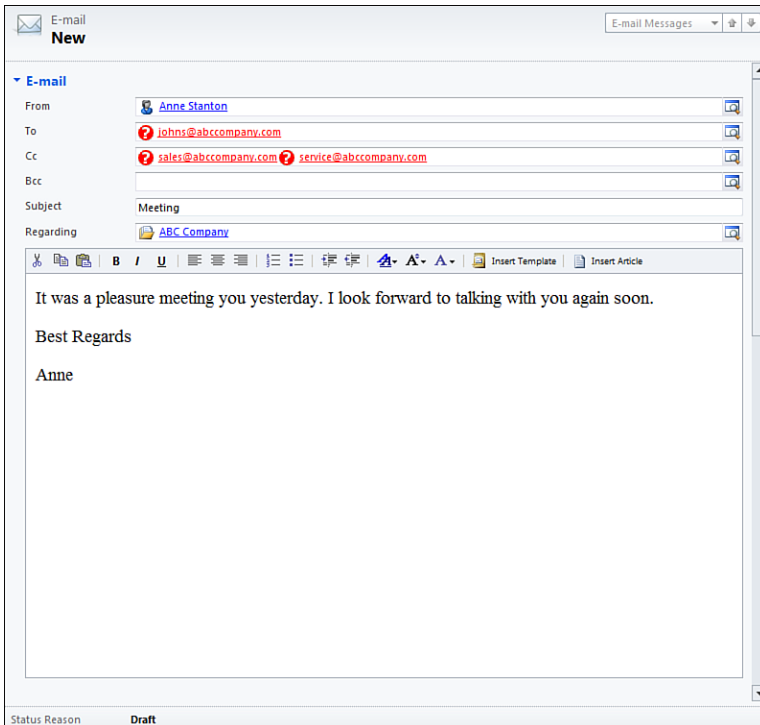 E-mail
New
E-mail Messages
E-mail
From Anne Stanton
To johns@abccompany.com
Cc sales@abccompany.com service@abccompany.com
Bcc
Subject Meeting
Regarding ABC Company
B I U A A A Insert Template Insert Article
It was a pleasure meeting you yesterday. I look forward to talking with you again soon.
Best Regards
Anne
Status Reason Draft